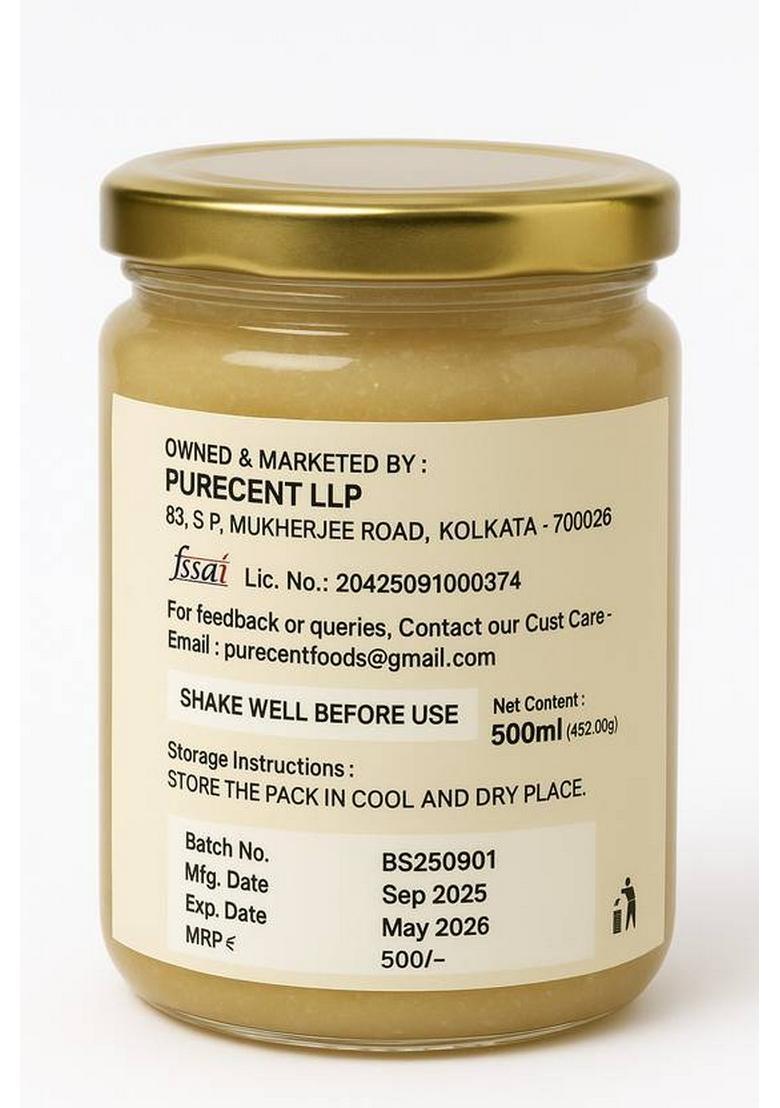 OWNED & MARKETED BY :
PURECENT LLP
83, S P, MUKHERJEE ROAD, KOLKATA - 700026
fssai Lic. No.: 20425091000374
For feedback or queries, Contact our Cust Care-
Email : purecentfoods@gmail.com
SHAKE WELL BEFORE USE
Net Content :
500ml (452.00g)
Storage Instructions :
STORE THE PACK IN COOL AND DRY PLACE.
Batch No. BS250901
Mfg. Date Sep 2025
Exp. Date May 2026
MRP 500/-